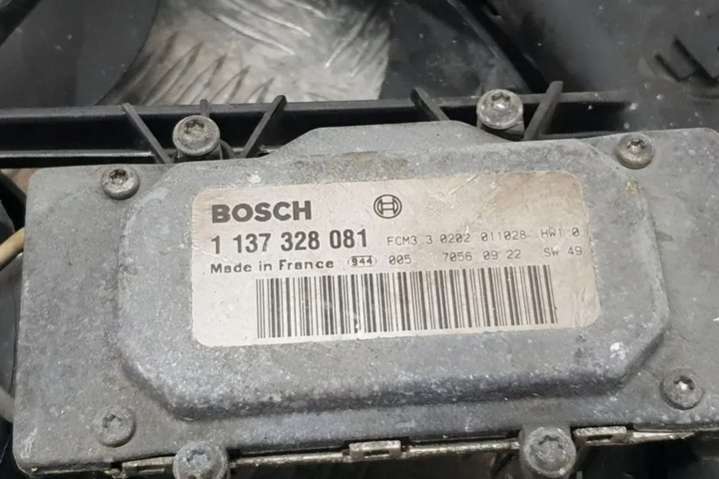 BOSCH
1 137 328 081 FCM3 3 0202 011028 HW1 0
Made in France 944 005 7056 09 22 SW 49